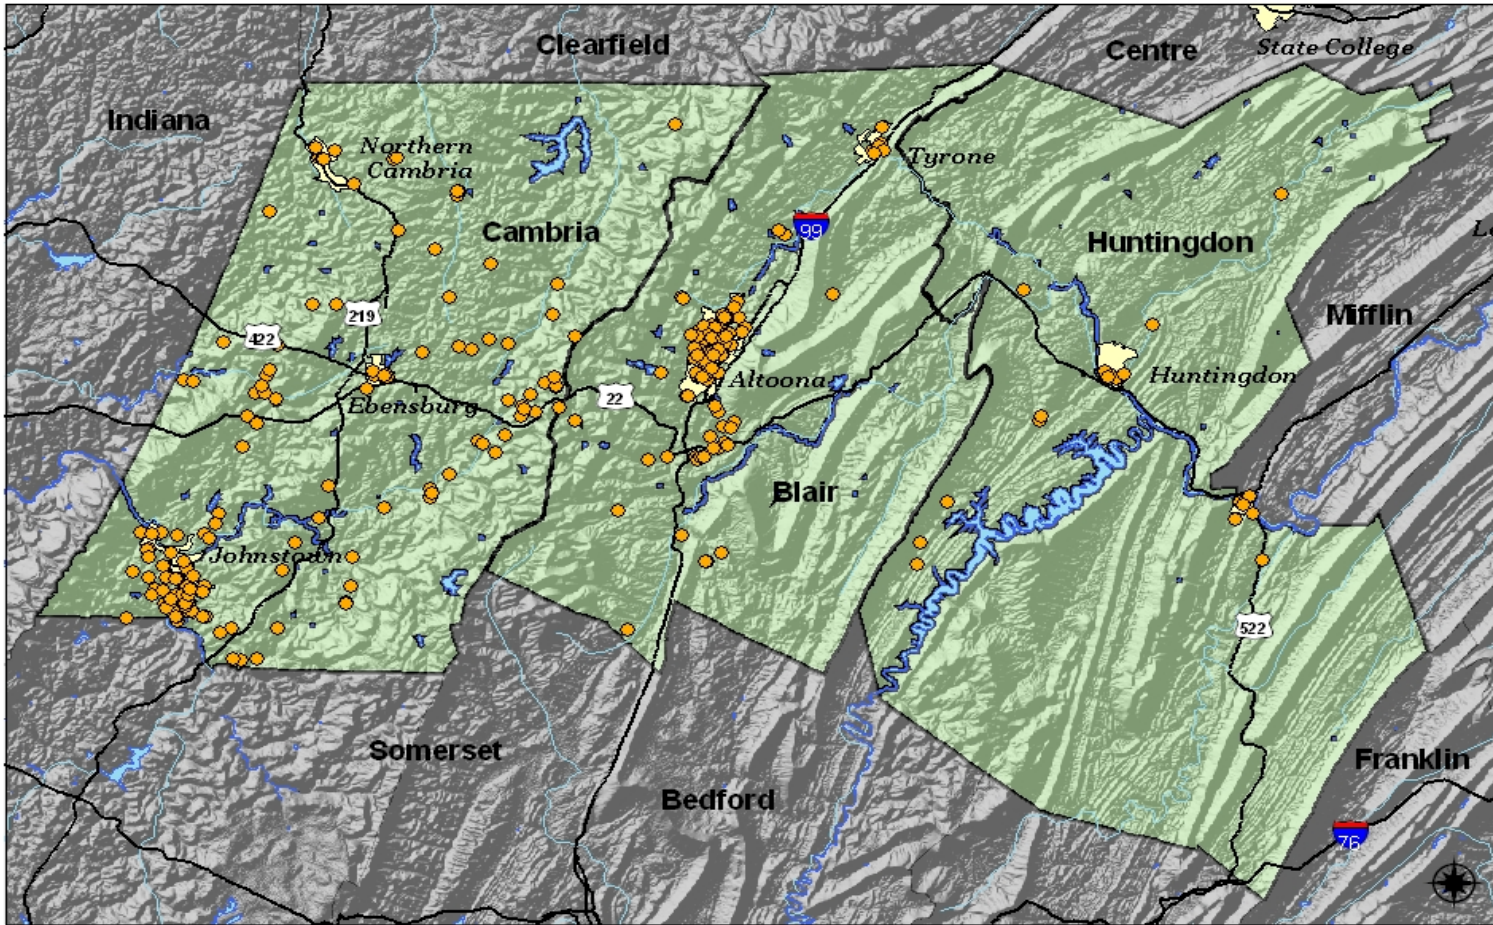 Clearfield
Centre
State College
Indiana
Northern
Cambria
Tyrone
Cambria
99
Huntingdon
219
422
Mifflin
Altoona
Huntingdon
22
Ebensburg
Blair
Johnstown
522
Somerset
Bedford
Franklin
76